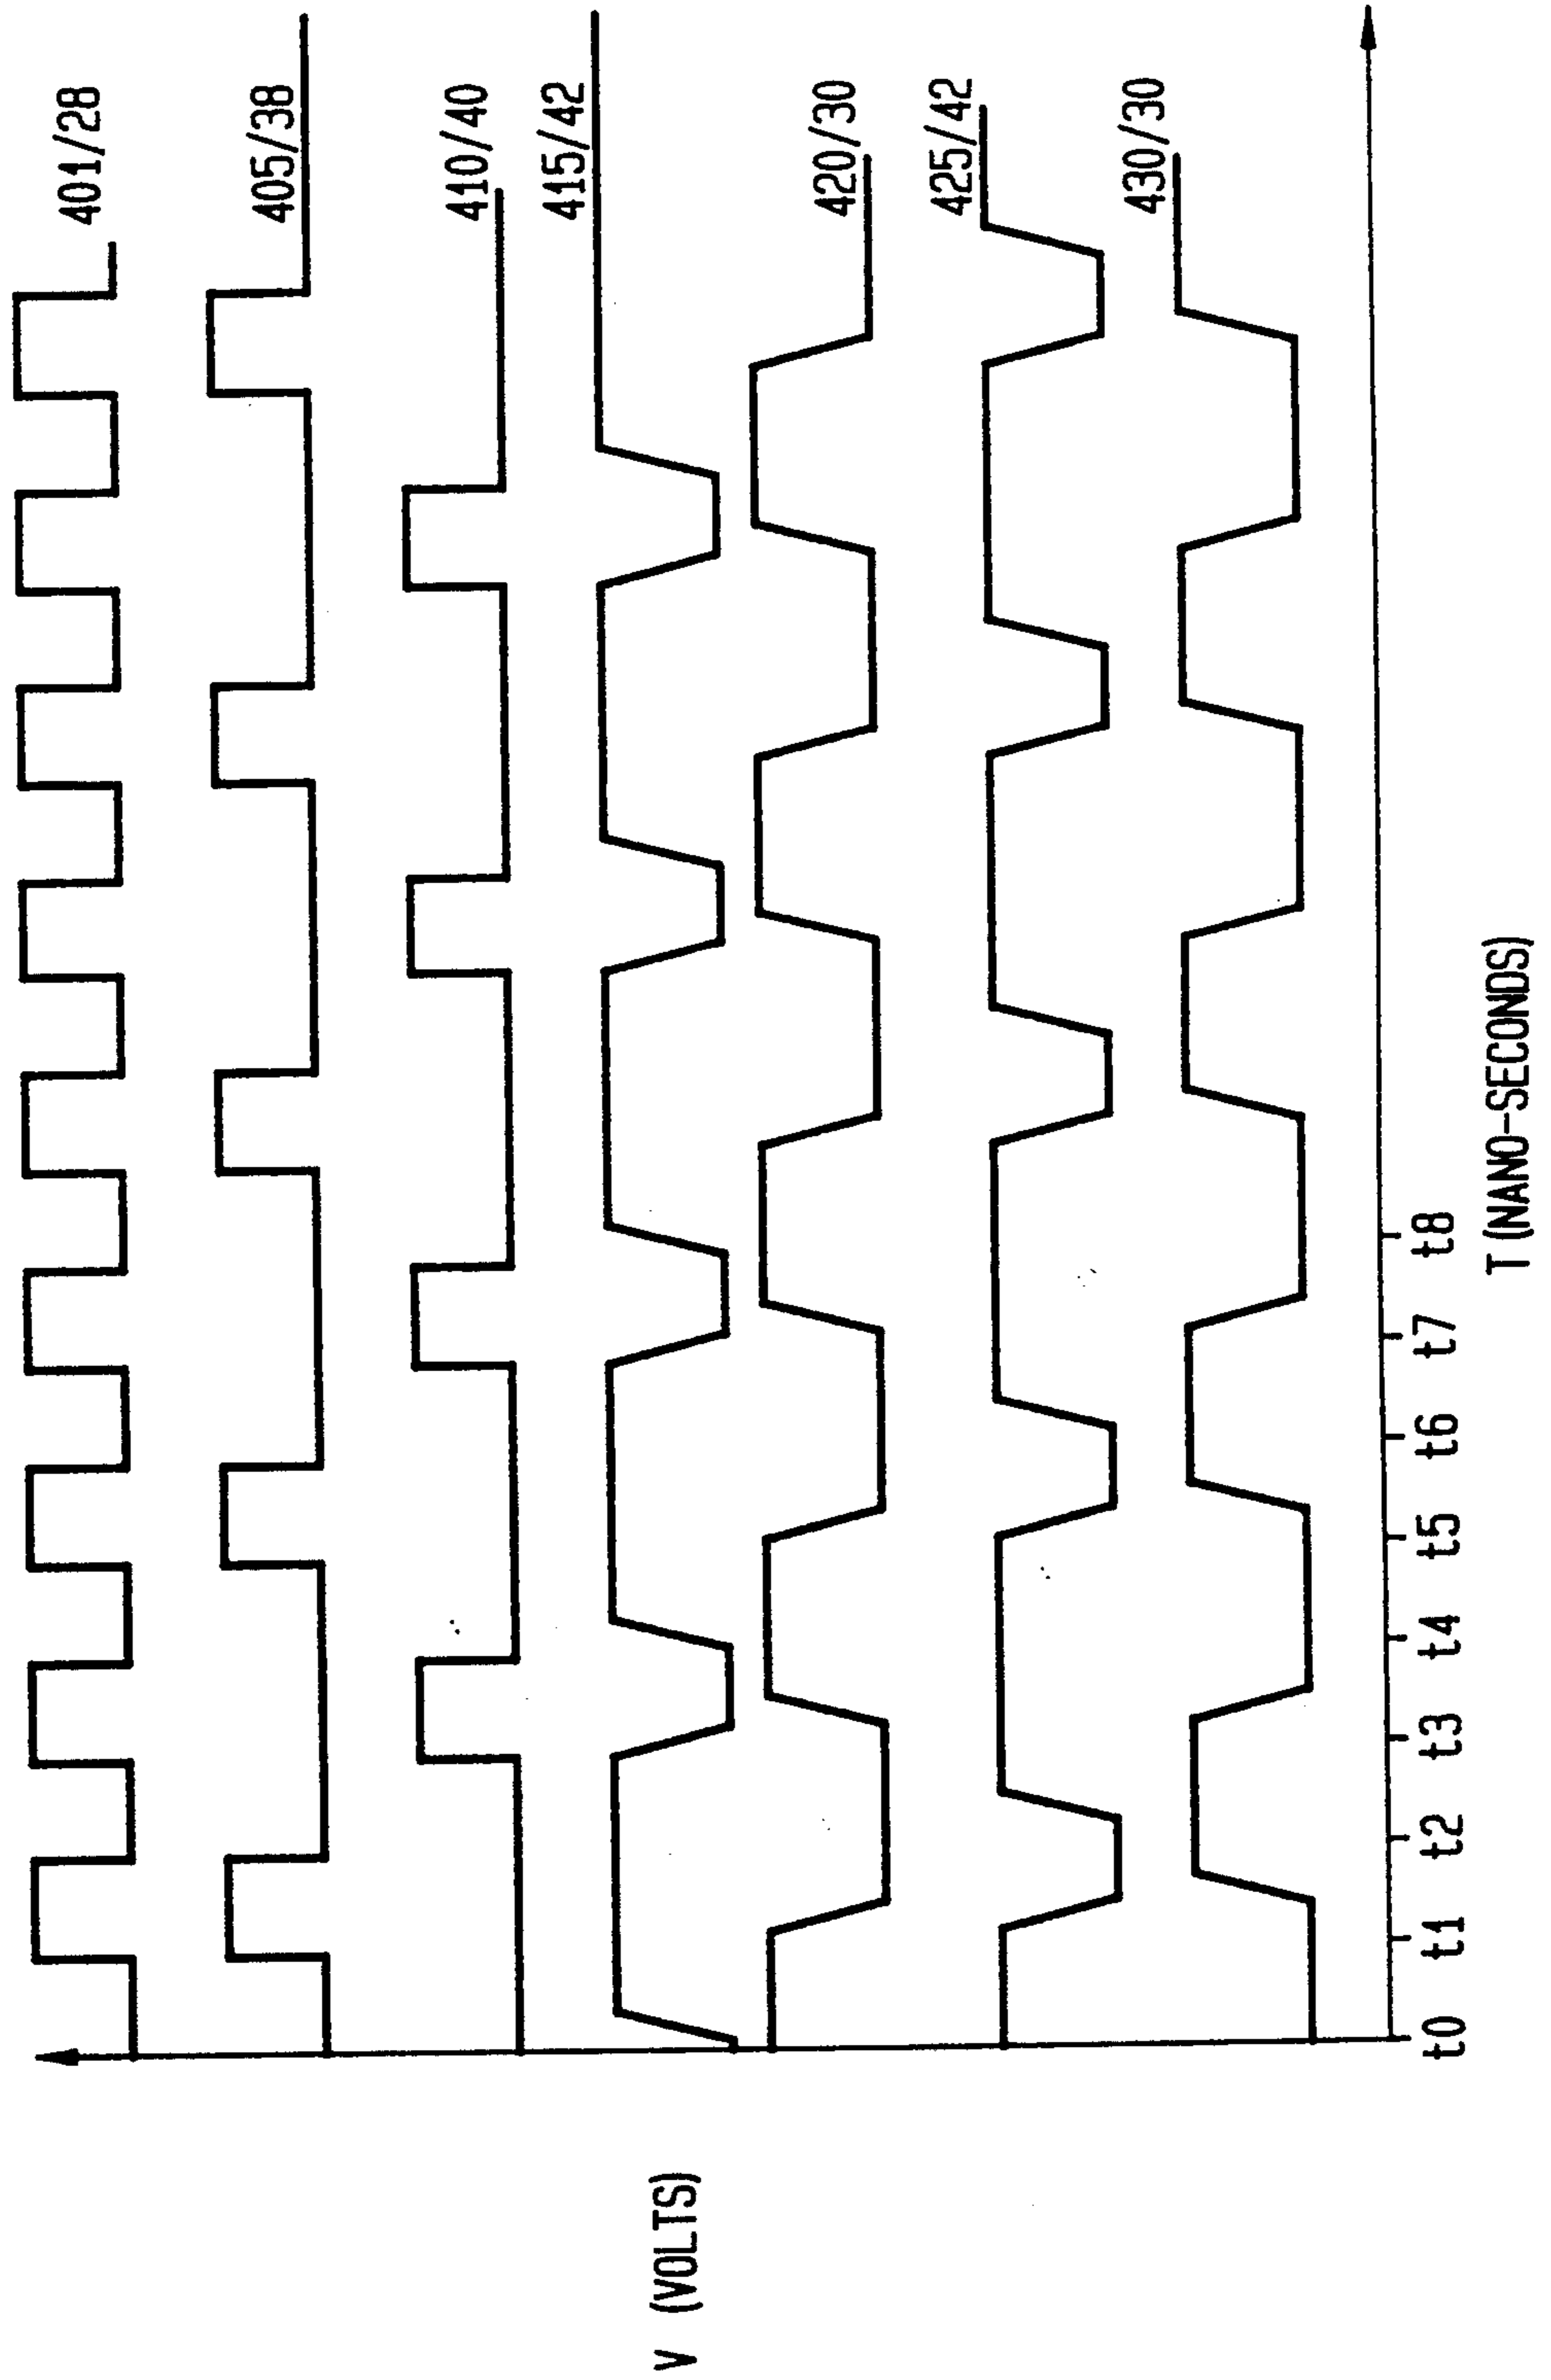 401/28
405/38
410/40
415/42
420/30
425/42
430/30
V (VOLTS)
t0 t1 t2 t3 t4 t5 t6 t7 t8
T (NANO-SECONDS)